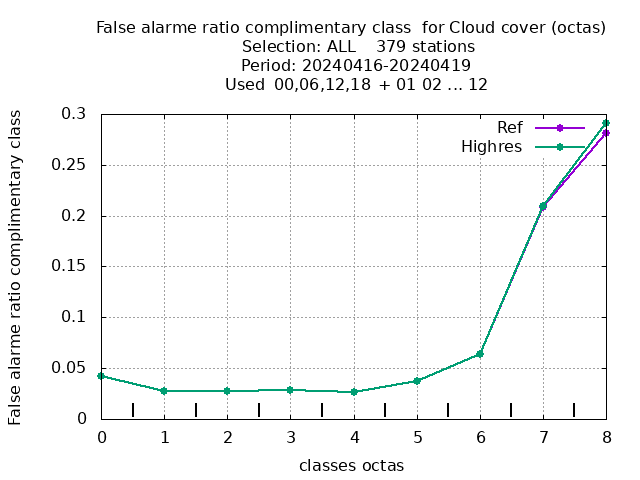 False alarme ratio complimentary class  for Cloud cover (octas)
Selection: ALL    379 stations
Period: 20240416-20240419
Used  00,06,12,18  + 01 02 ... 12
Ref
Highres
False alarme ratio complimentary class
0.3
0.25
0.2
0.15
0.1
0.05
0
0 1 2 3 4 5 6 7 8
classes octas